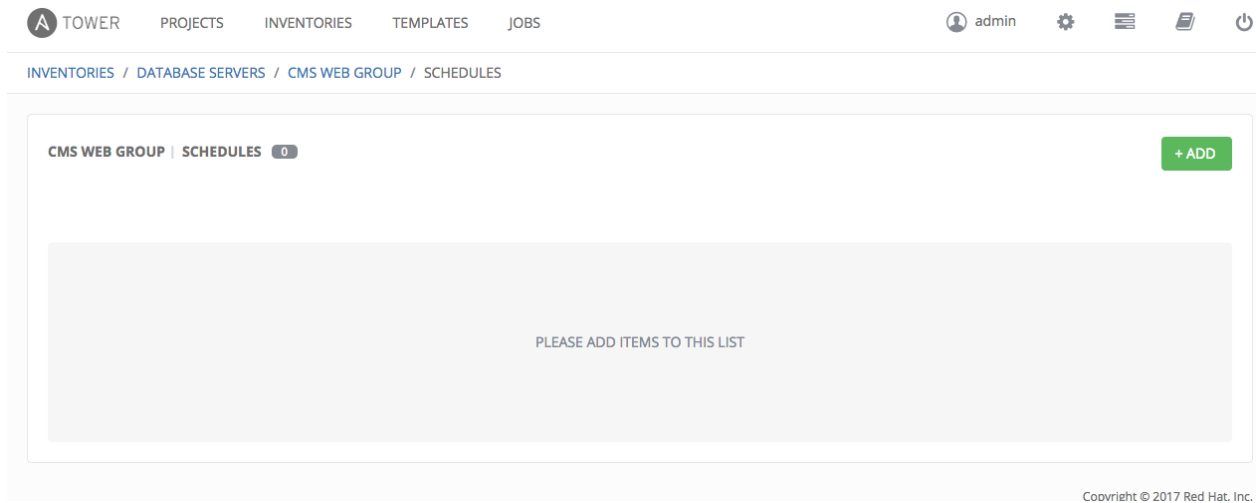 A TOWER PROJECTS INVENTORIES TEMPLATES JOBS admin
INVENTORIES / DATABASE SERVERS / CMS WEB GROUP / SCHEDULES
CMS WEB GROUP | SCHEDULES 0
+ ADD
PLEASE ADD ITEMS TO THIS LIST
Copyright © 2017 Red Hat, Inc.